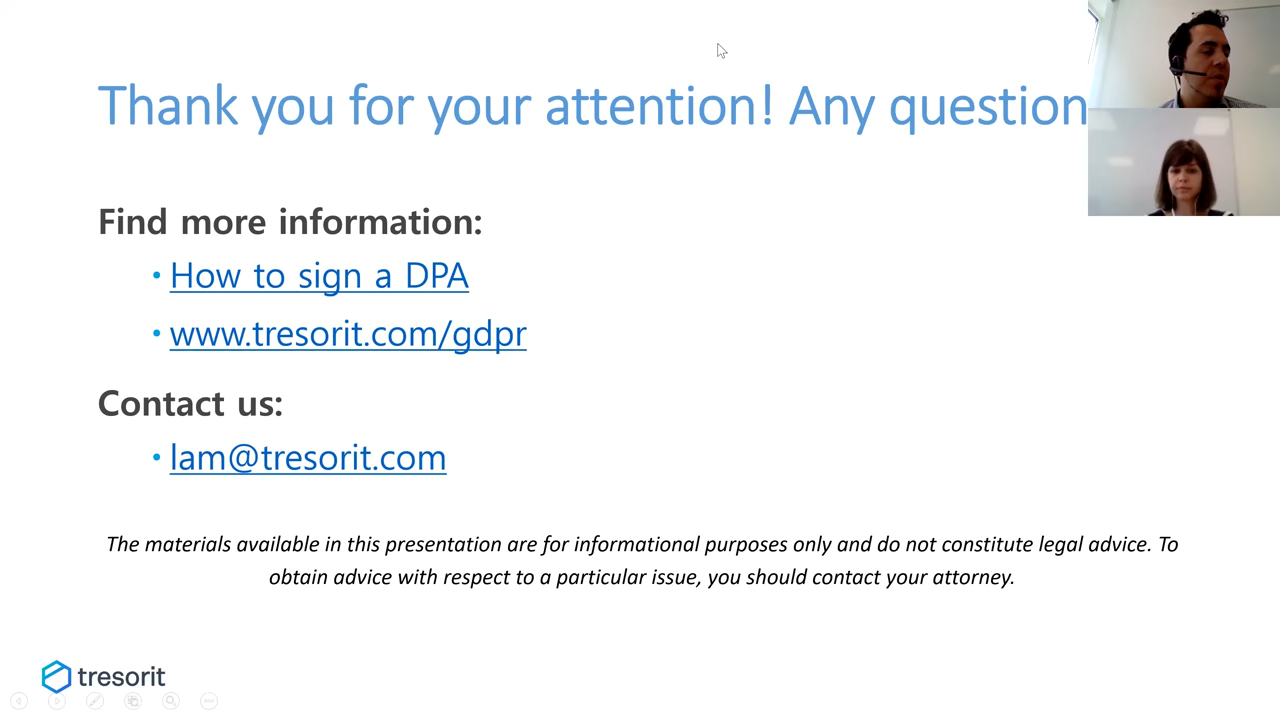 Thank you for your attention! Any question
Find more information:
• How to sign a DPA
• www.tresorit.com/gdpr
Contact us:
• lam@tresorit.com
The materials available in this presentation are for informational purposes only and do not constitute legal advice. To
obtain advice with respect to a particular issue, you should contact your attorney.
tresorit